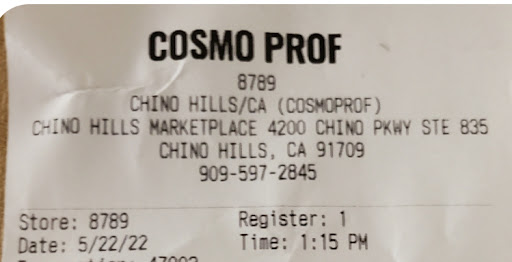 COSMO PROF
8789
CHINO HILLS/CA (COSMOPROF)
CHINO HILLS MARKETPLACE 4200 CHINO PKWY STE 835
CHINO HILLS, CA 91709
909-597-2845
Store: 8789 Register: 1
Date: 5/22/22 Time: 1:15 PM